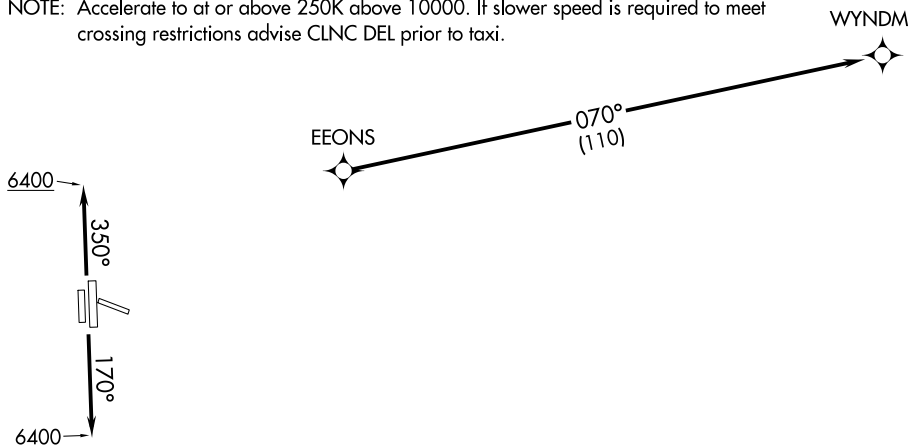 NOTE: Accelerate to at or above 250K above 10000. If slower speed is required to meet
crossing restrictions advise CLNC DEL prior to taxi.
WYNDM
070°
(110)
EEONS
6400
350°
170°
6400